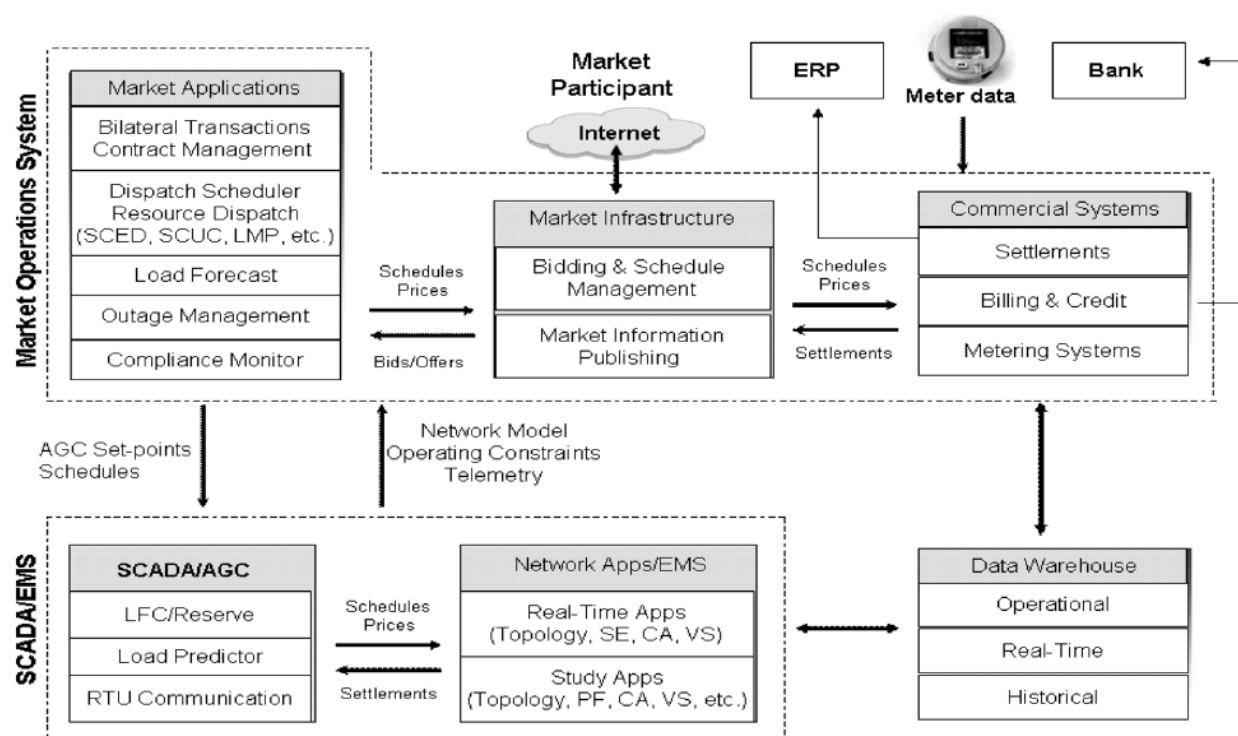 Market Operations System
Market Applications
Bilateral Transactions
Contract Management
Dispatch Scheduler
Resource Dispatch
(SCED, SCUC, LMP, etc.)
Load Forecast
Outage Management
Compliance Monitor
Schedules
Prices
Bids/Offers
Market
Participant
Internet
Market Infrastructure
Bidding & Schedule
Management
Market Information
Publishing
Schedules
Prices
Settlements
ERP
Meter data
Bank
Commercial Systems
Settlements
Billing & Credit
Metering Systems
AGC Set-points
Schedules
Network Model
Operating Constraints
Telemetry
SCADA/EMS
SCADA/AGC
LFC/Reserve
Load Predictor
RTU Communication
Schedules
Prices
Settlements
Network Apps/EMS
Real-Time Apps
(Topology, SE, CA, VS)
Study Apps
(Topology, PF, CA, VS, etc.)
Data Warehouse
Operational
Real-Time
Historical